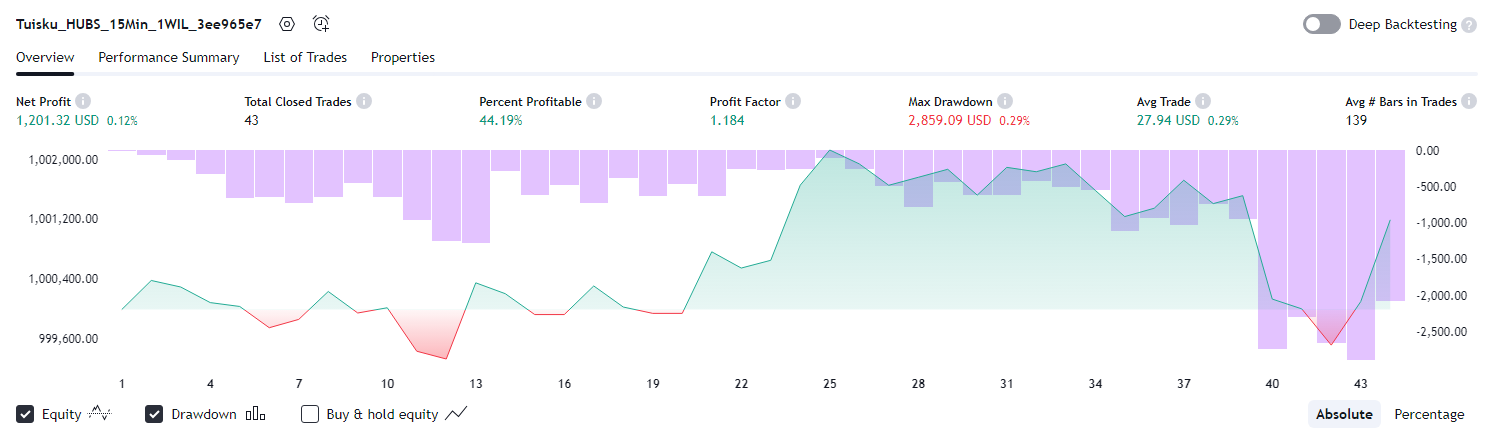 Tuisku_HUBS_15Min_1WIL_3ee965e7
Deep Backtesting
Overview Performance Summary List of Trades Properties
Net Profit Total Closed Trades Percent Profitable Profit Factor Max Drawdown Avg Trade Avg # Bars in Trades
1,201.32 USD 0.12% 43 44.19% 1.184 2,859.09 USD 0.29% 27.94 USD 0.29% 139
1,002,000.00 0.00
-500.00
1,001,200.00 -1,000.00
-1,500.00
1,000,400.00 -2,000.00
999,600.00 -2,500.00
1 4 7 10 13 16 19 22 25 28 31 34 37 40 43
Equity Drawdown Buy & hold equity Absolute Percentage